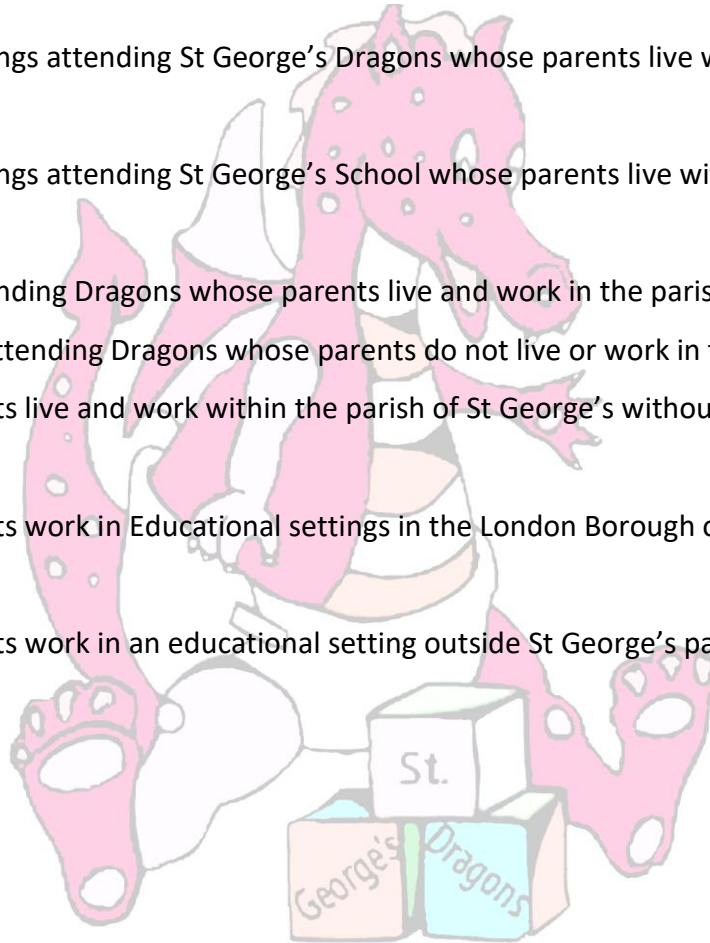 ngs attending St George’s Dragons whose parents live w
ngs attending St George’s School whose parents live wi
nding Dragons whose parents live and work in the paris
ttending Dragons whose parents do not live or work in
ts live and work within the parish of St George’s withou
ts work in Educational settings in the London Borough
ts work in an educational setting outside St George’s pa
St.
George's
Dragons